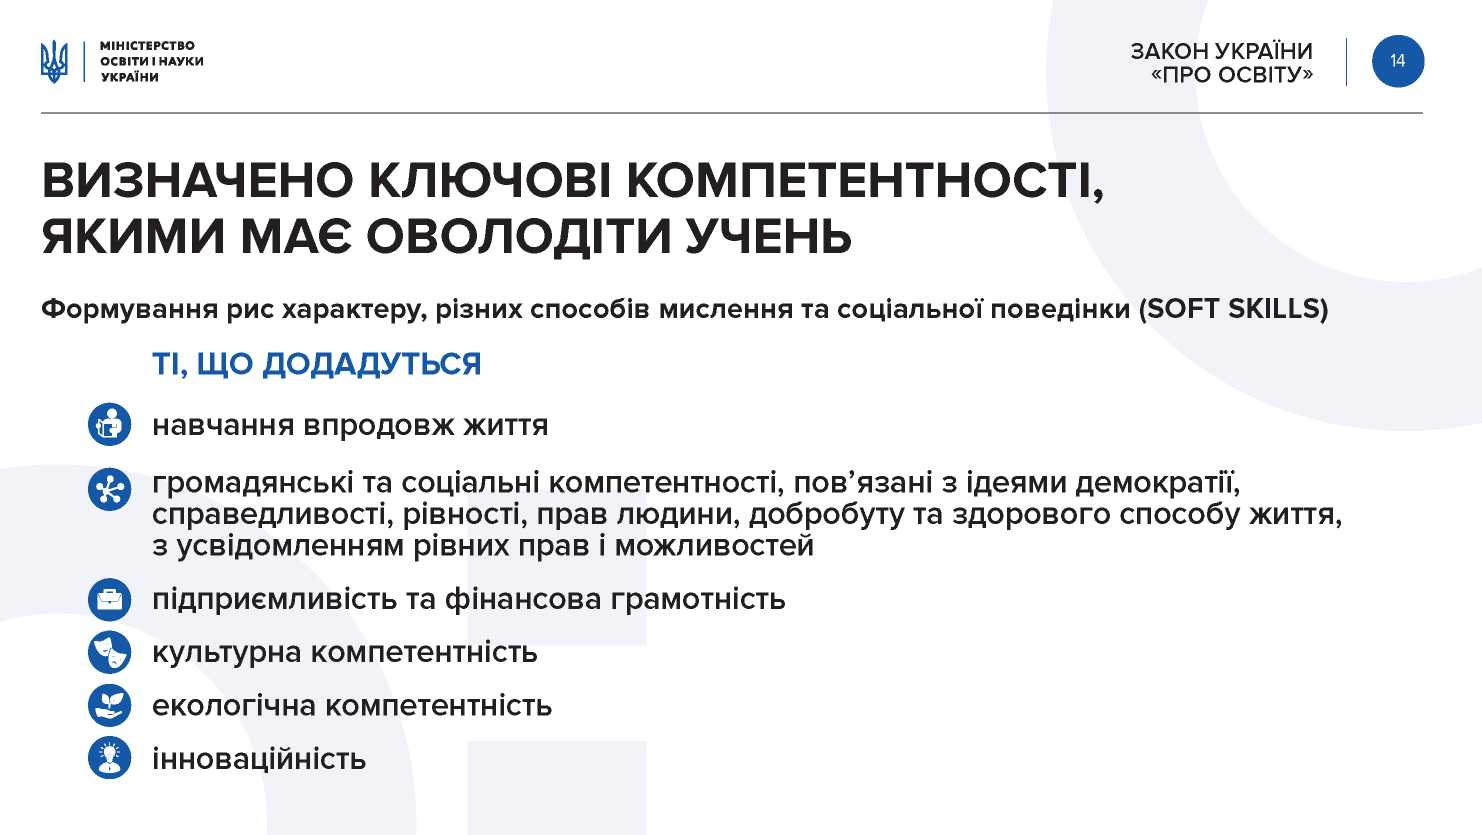 МІНІСТЕРСТВО
ОСВІТИ І НАУКИ
УКРАЇНИ
ЗАКОН УКРАЇНИ
«ПРО ОСВІТУ»
14
ВИЗНАЧЕНО КЛЮЧОВІ КОМПЕТЕНТНОСТІ,
ЯКИМИ МАЄ ОВОЛОДІТИ УЧЕНЬ
Формування рис характеру, різних способів мислення та соціальної поведінки (SOFT SKILLS)
ТІ, ЩО ДОДАДУТЬСЯ
навчання впродовж життя
громадянські та соціальні компетентності, пов’язані з ідеями демократії,
справедливості, рівності, прав людини, добробуту та здорового способу життя,
з усвідомленням рівних прав і можливостей
підприємливість та фінансова грамотність
культурна компетентність
екологічна компетентність
інноваційність